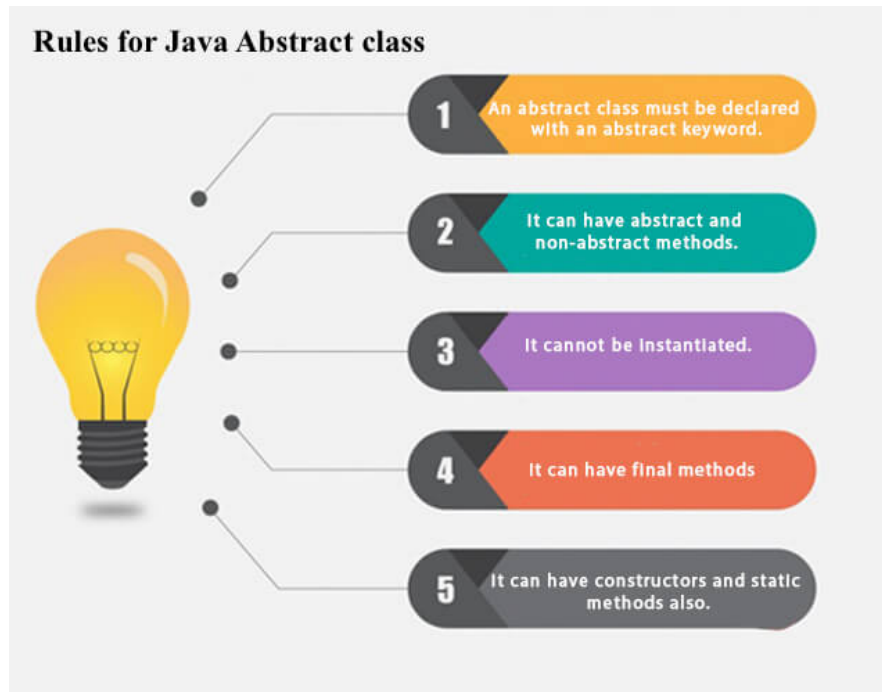 Rules for Java Abstract class
1
An abstract class must be declared
with an abstract keyword.
2
It can have abstract and
non-abstract methods.
3
It cannot be instantiated.
4
It can have final methods
5
It can have constructors and static
methods also.